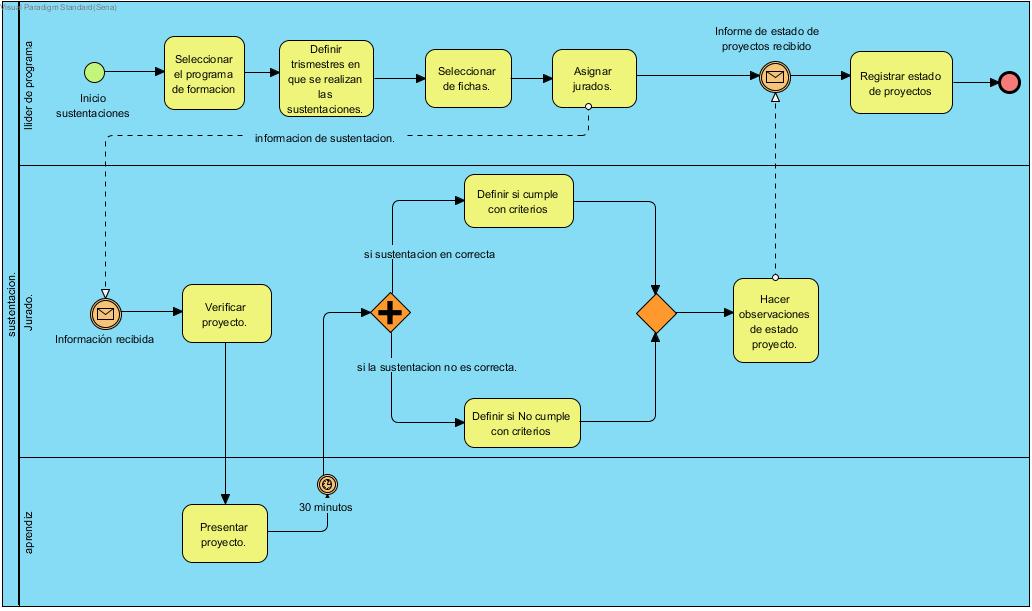 Visual Paradigm Standard(Sena)
sustentacion.
lider de programa
Inicio
sustentaciones
Seleccionar
el programa
de formacion
Definir
trismestres en
que se realizan
las
sustentaciones.
Seleccionar
de fichas.
Asignar
jurados.
Informe de estado de
proyectos recibido
Registrar estado
de proyectos
informacion de sustentacion.
Jurado.
Información recibida
Verificar
proyecto.
si sustentacion en correcta
si la sustentacion no es correcta.
Definir si cumple
con criterios
Definir si No cumple
con criterios
Hacer
observaciones
de estado
proyecto.
aprendiz
Presentar
proyecto.
30 minutos